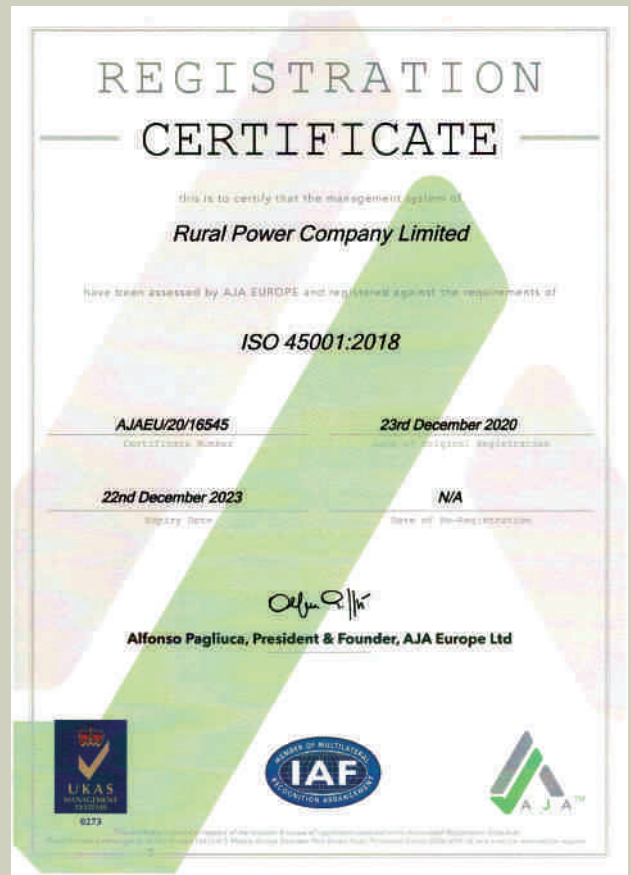 REGISTRATION
CERTIFICATE
this is to certify that the management system of
Rural Power Company Limited
have been assessed by AJA EUROPE and registered against the requirements of
ISO 45001:2018
AJAEU/20/16545 23rd December 2020
Certificate Number Date of Original Registration
22nd December 2023 N/A
Expiry Date Date of Re-Registration
Alfonso Pagliuca, President & Founder, AJA Europe Ltd
UKAS
MANAGEMENT
SYSTEMS
0273
MEMBER OF MULTILATERAL
IAF
RECOGNITION ARRANGEMENT
AJA™